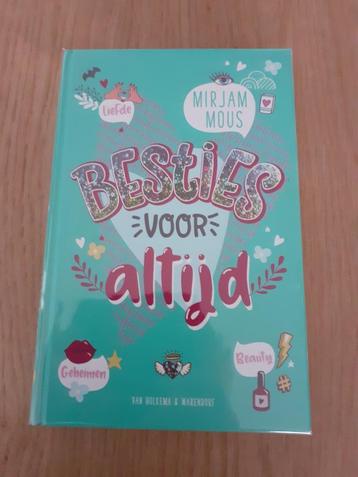 Liefde
MIRJAM
MOUS
BESTIES
VOOR
altijd
Geheimen
Beauty
#
VAN HOLKEMA & WARENDORF